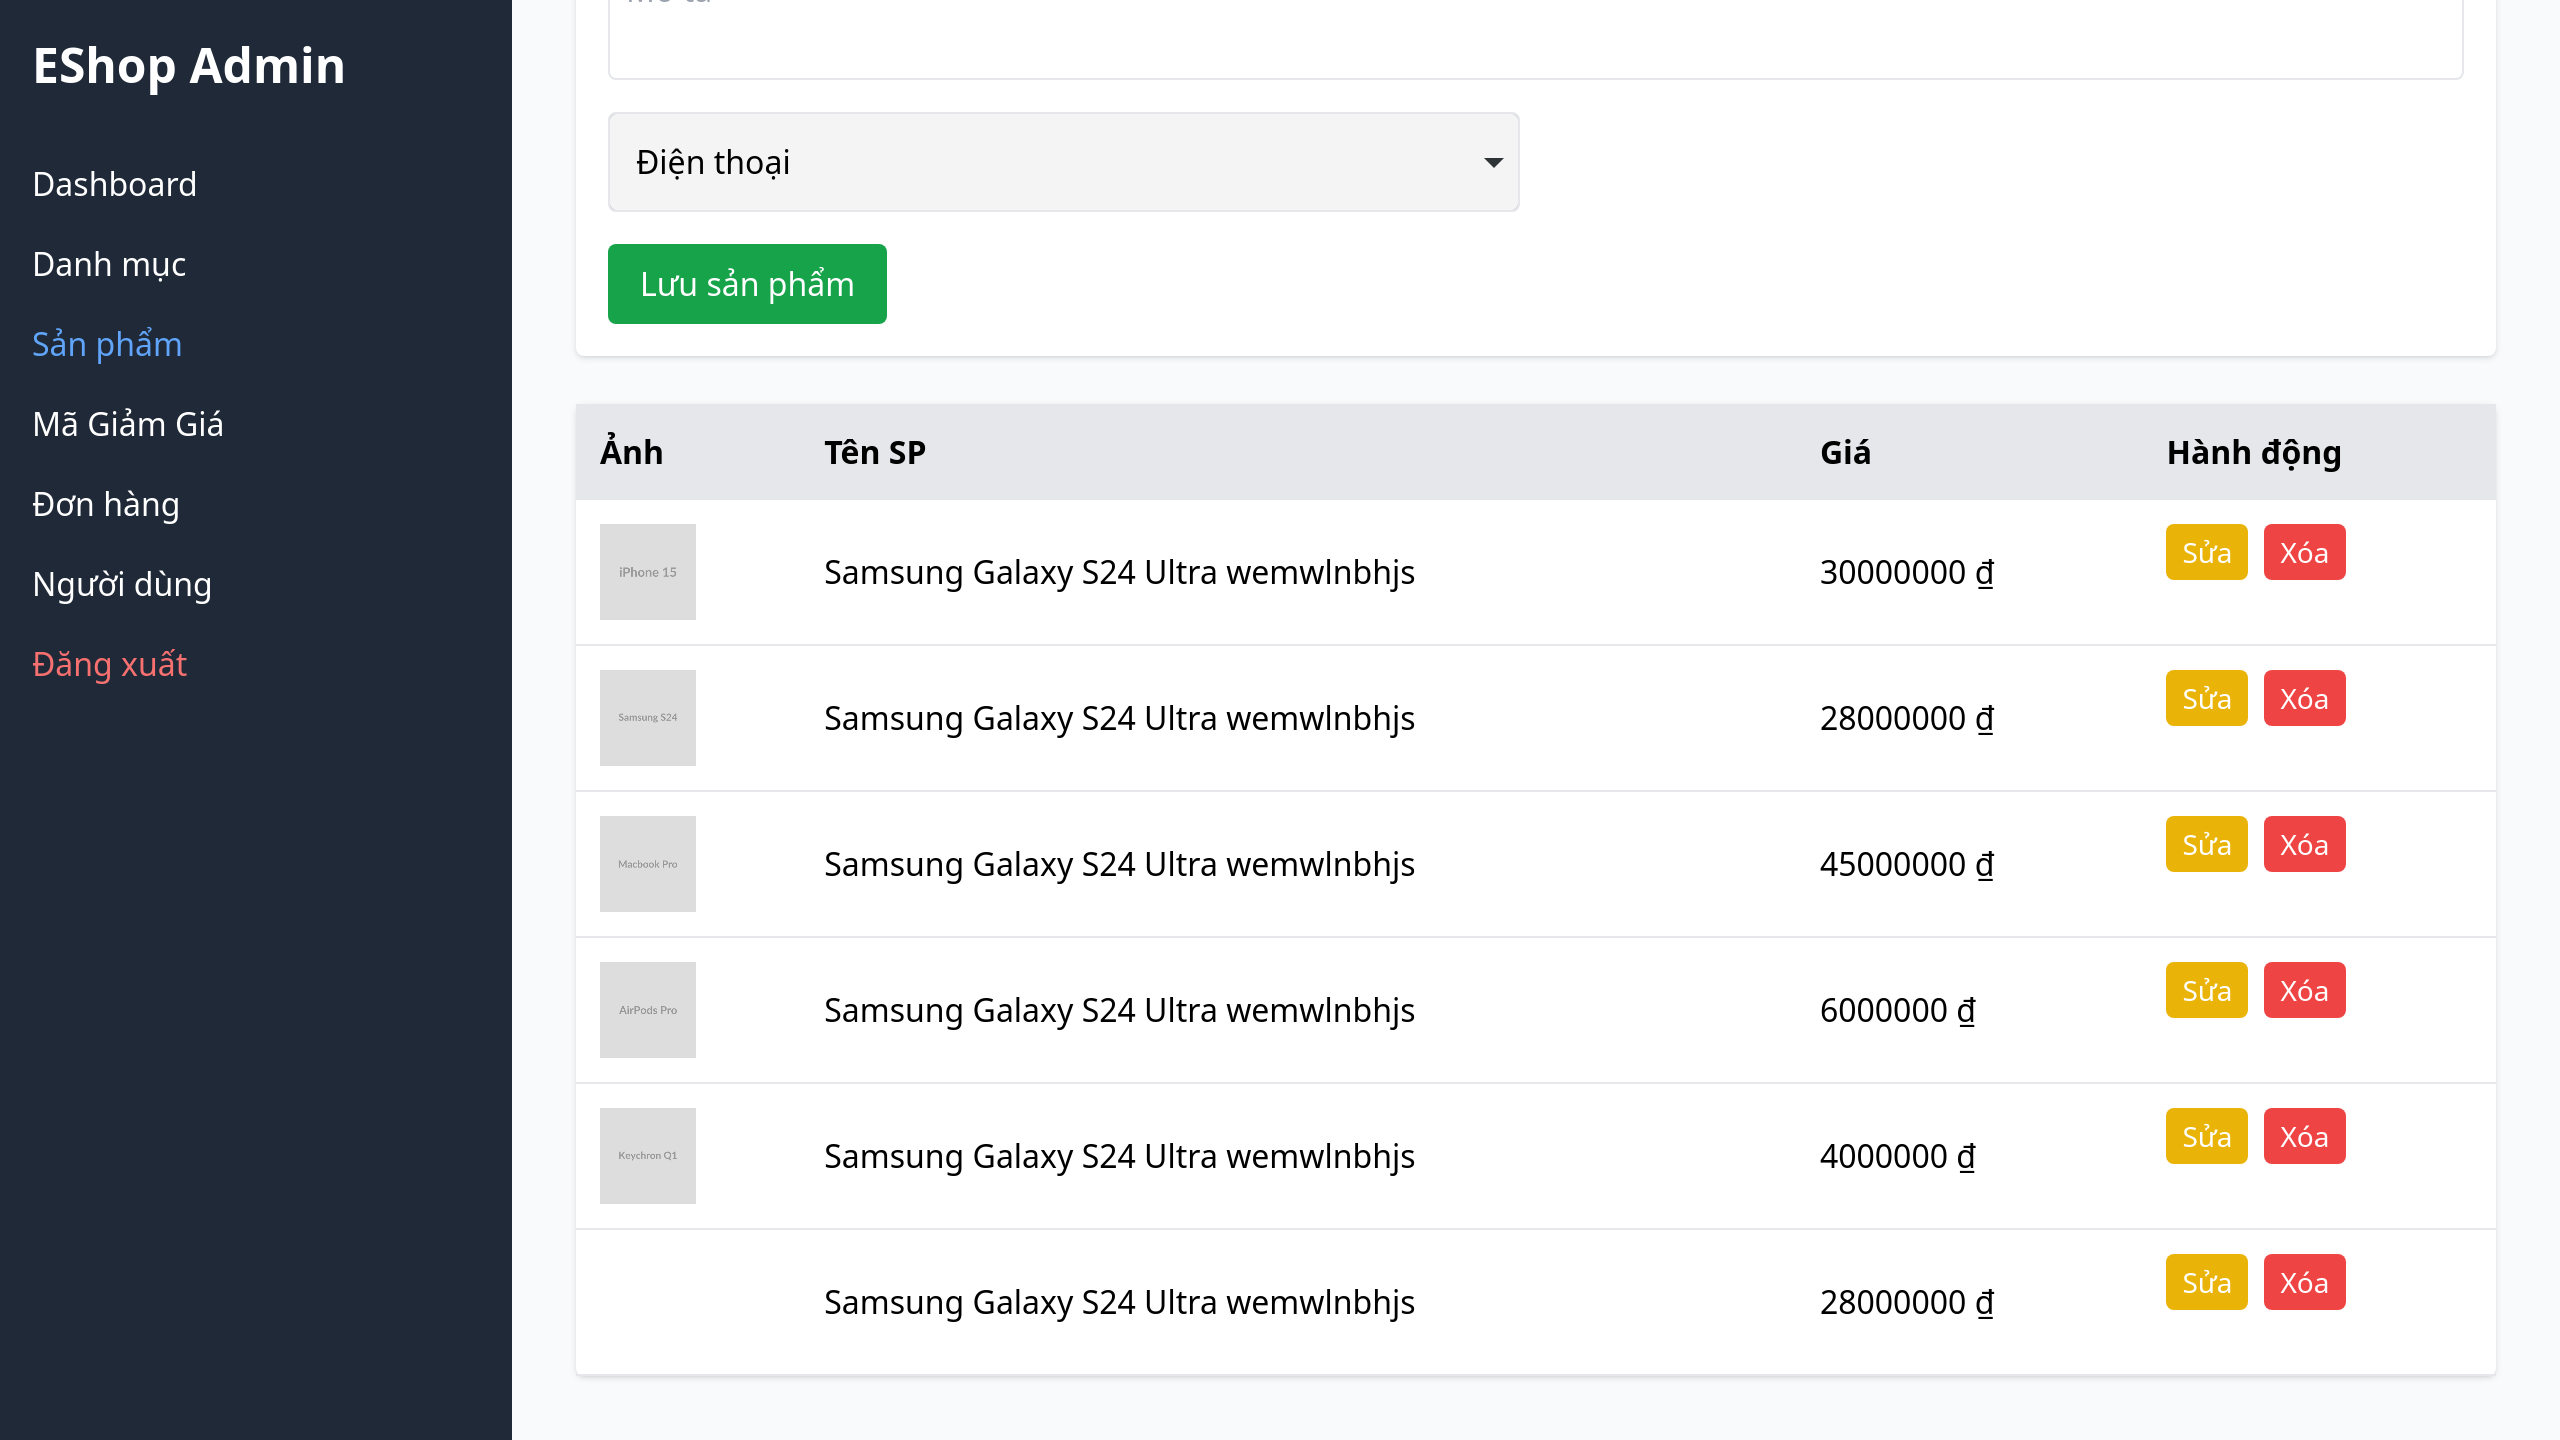 EShop Admin
Dashboard
Danh mục
Sản phẩm
Mã Giảm Giá
Đơn hàng
Người dùng
Đăng xuất
Điện thoại
Lưu sản phẩm
Ảnh Tên SP Giá Hành động
iPhone 15 Samsung Galaxy S24 Ultra wemwlnbhjs 30000000 ₫ Sửa Xóa
Samsung S24 Samsung Galaxy S24 Ultra wemwlnbhjs 28000000 ₫ Sửa Xóa
Macbook Pro Samsung Galaxy S24 Ultra wemwlnbhjs 45000000 ₫ Sửa Xóa
AirPods Pro Samsung Galaxy S24 Ultra wemwlnbhjs 6000000 ₫ Sửa Xóa
Keychron Q1 Samsung Galaxy S24 Ultra wemwlnbhjs 4000000 ₫ Sửa Xóa
Samsung Galaxy S24 Ultra wemwlnbhjs 28000000 ₫ Sửa Xóa